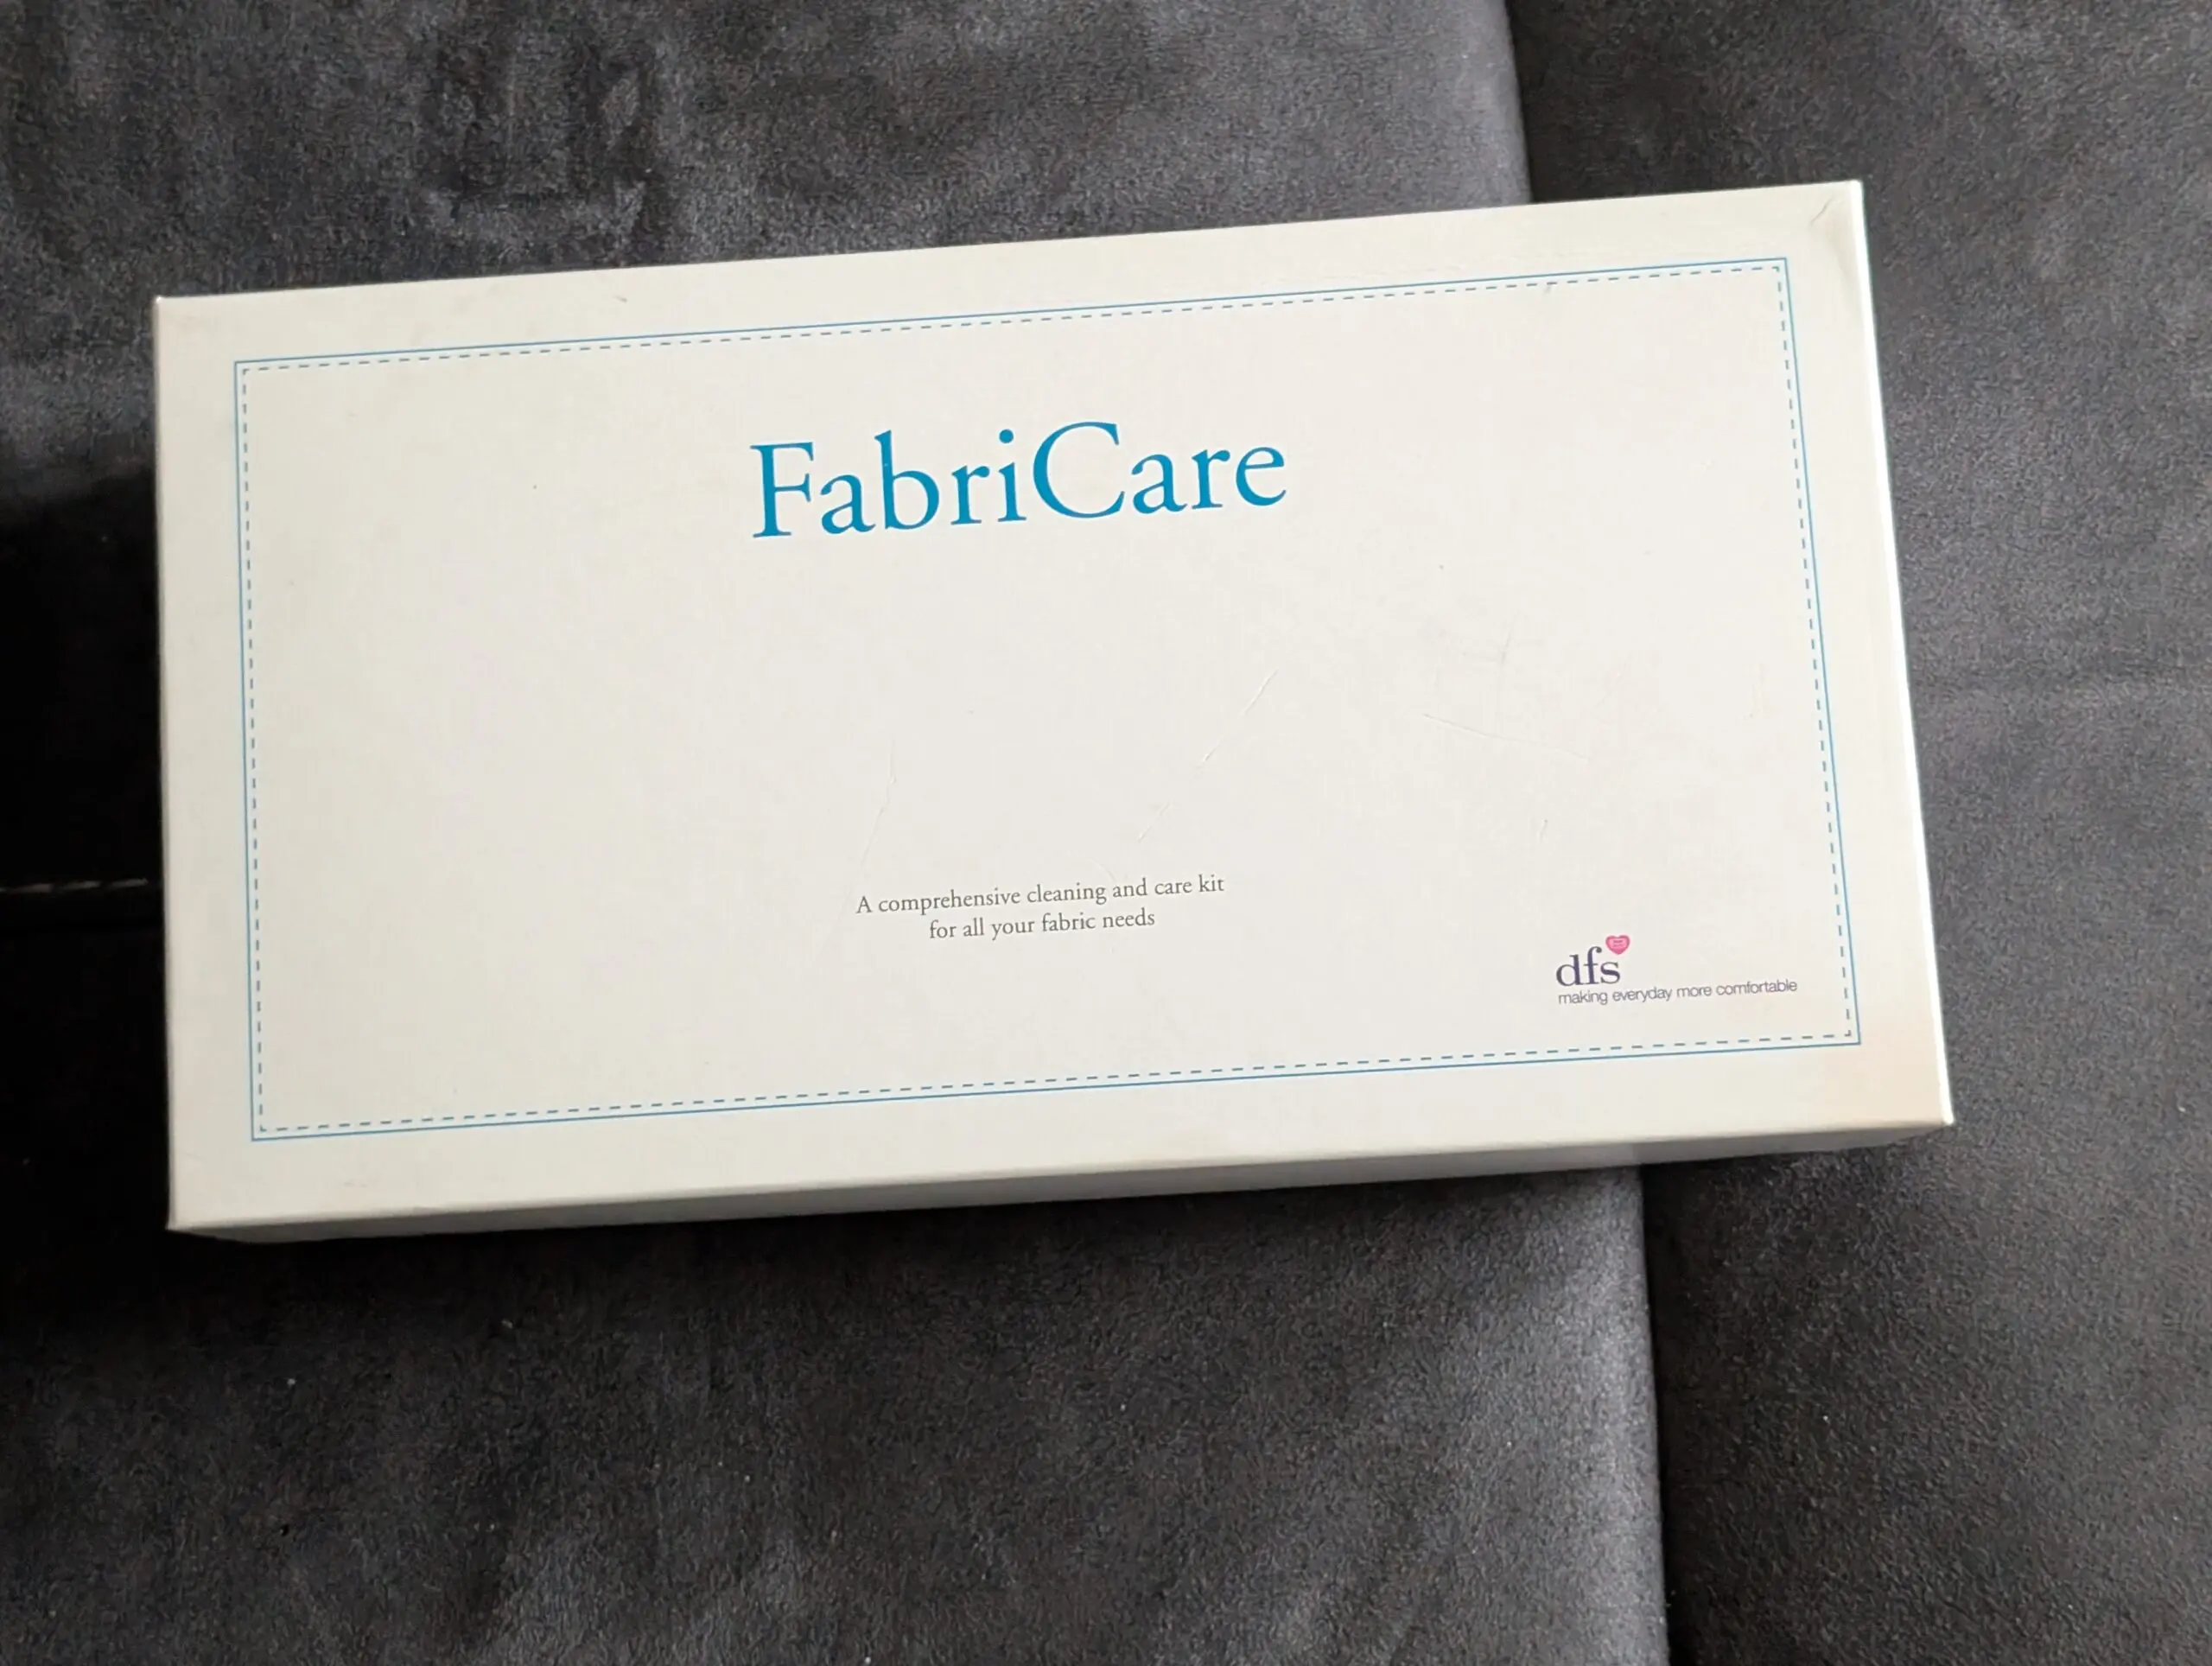 FabriCare
A comprehensive cleaning and care kit
for all your fabric needs
dfs
making everyday more comfortable